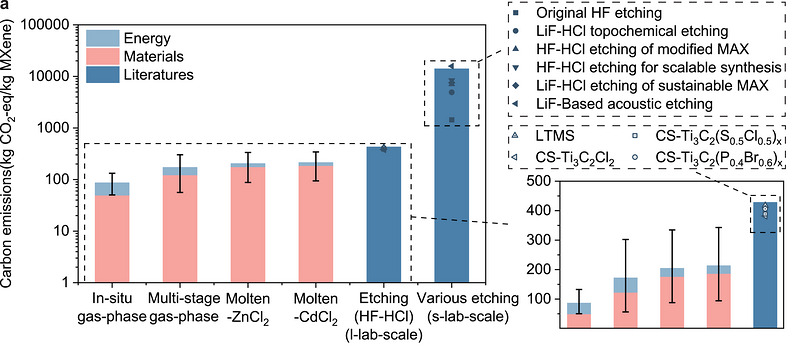 a
Carbon emissions(kg CO2-eq/kg MXene)
100000
10000
1000
100
10
1
Energy
Materials
Literatures
In-situ
gas-phase
Multi-stage
gas-phase
Molten
-ZnCl2
Molten
-CdCl2
Etching
(HF-HCl)
(l-lab-scale)
Various etching
(s-lab-scale)
Original HF etching
LiF-HCl topochemical etching
HF-HCl etching of modified MAX
HF-HCl etching for scalable synthesis
LiF-HCl etching of sustainable MAX
LiF-Based acoustic etching
LTMS
CS-Ti3C2(S0.5Cl0.5)x
CS-Ti3C2Cl2
CS-Ti3C2(P0.4Br0.6)x
500
400
300
200
100